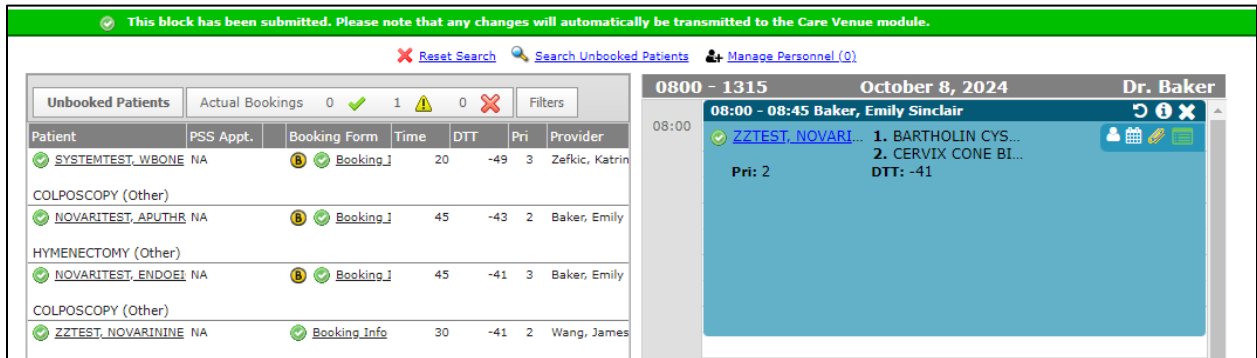 This block has been submitted. Please note that any changes will automatically be transmitted to the Care Venue module.
Reset Search Search Unbooked Patients Manage Personnel (0)
Unbooked Patients Actual Bookings 0 1 0 Filters
Patient PSS Appt. Booking Form Time DTT Pri Provider
SYSTEMTEST, WBONE NA B Booking I 20 -49 3 Zefkic, Katrin
COLPOSCOPY (Other)
NOVARITEST, APUTHR NA B Booking I 45 -43 2 Baker, Emily
HYMENECTOMY (Other)
NOVARITEST, ENDOEI NA B Booking I 45 -41 3 Baker, Emily
COLPOSCOPY (Other)
ZZTEST, NOVARININE NA Booking Info 30 -41 2 Wang, James
0800 - 1315 October 8, 2024 Dr. Baker
08:00 - 08:45 Baker, Emily Sinclair
08:00
ZZTEST, NOVARI... 1. BARTHOLIN CYS...
2. CERVIX CONE BI...
Pri: 2 DTT: -41